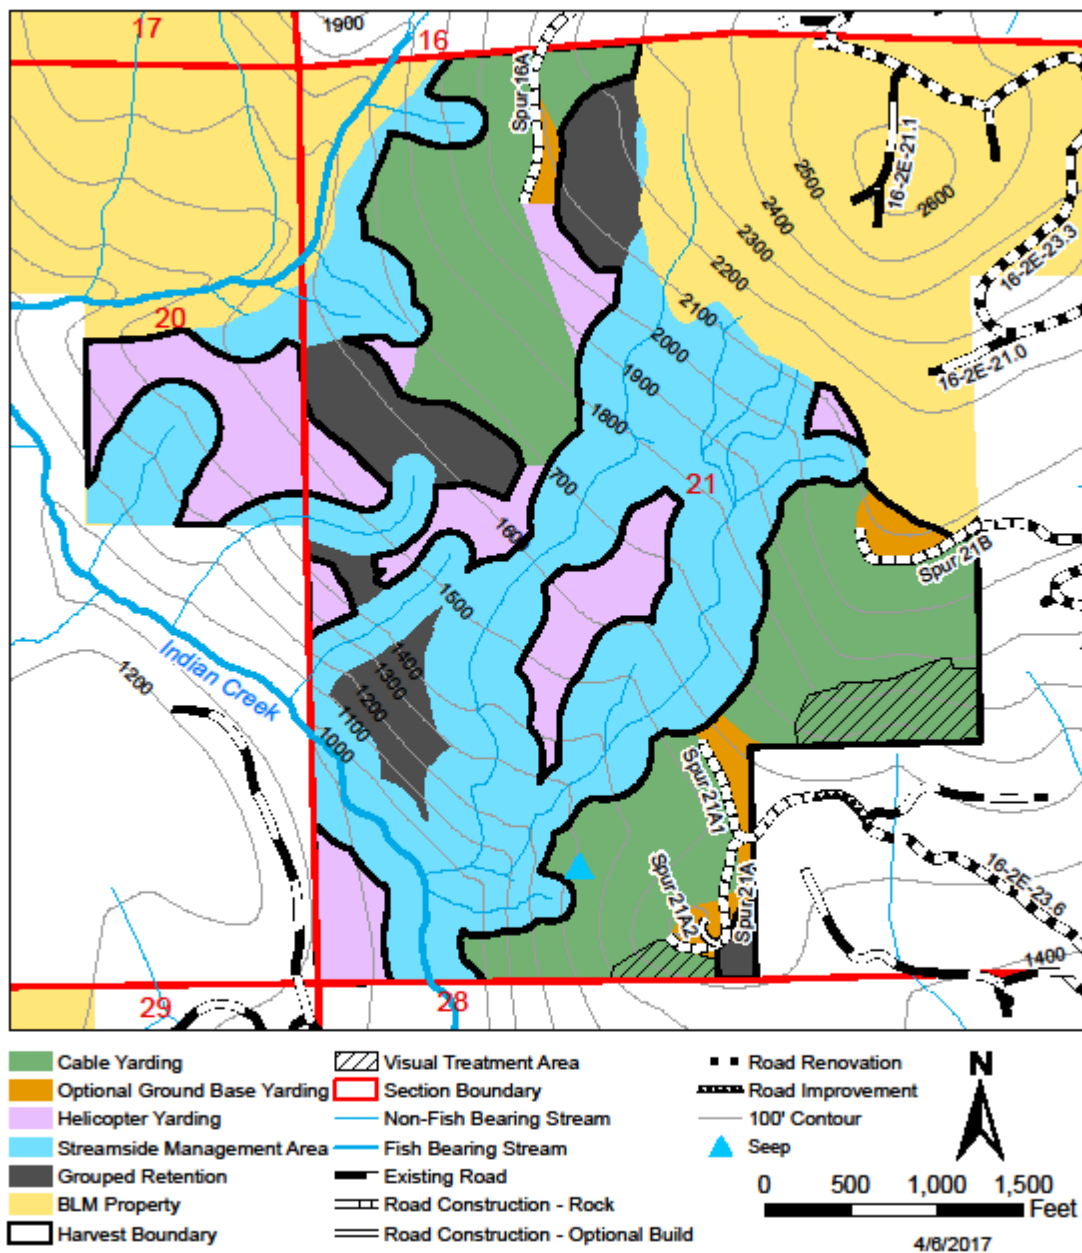 17
1900
16
Spur 16A
16-2E-21.1
2500
2600
2400
2300
2200
2100
2000
1900
1800
16-2E-23.3
16-2E-21.0
20
21
700
1600
1500
1400
1300
1200
1100
1000
Spur 21B
Indian Creek
1200
Spur 21A1
Spur 21A2
Spur 21A
16-2E-23.6
1400
29
28
Cable Yarding
Optional Ground Base Yarding
Helicopter Yarding
Streamside Management Area
Grouped Retention
BLM Property
Harvest Boundary
Visual Treatment Area
Section Boundary
Non-Fish Bearing Stream
Fish Bearing Stream
Existing Road
Road Construction - Rock
Road Construction - Optional Build
Road Renovation
Road Improvement
100' Contour
Seep
N
0 500 1,000 1,500
Feet
4/6/2017